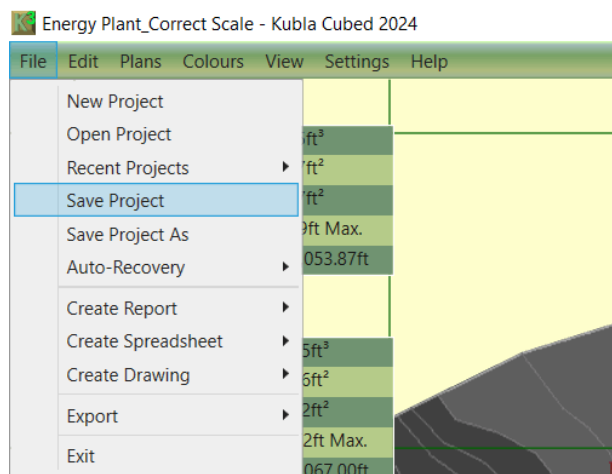 Energy Plant_Correct Scale - Kubla Cubed 2024
File Edit Plans Colours View Settings Help
New Project
Open Project
Recent Projects
Save Project
Save Project As
Auto-Recovery
Create Report
Create Spreadsheet
Create Drawing
Export
Exit
ft³
ft²
ft²
ft Max.
053.87ft
5ft³
6ft²
2ft²
2ft Max.
067.00ft